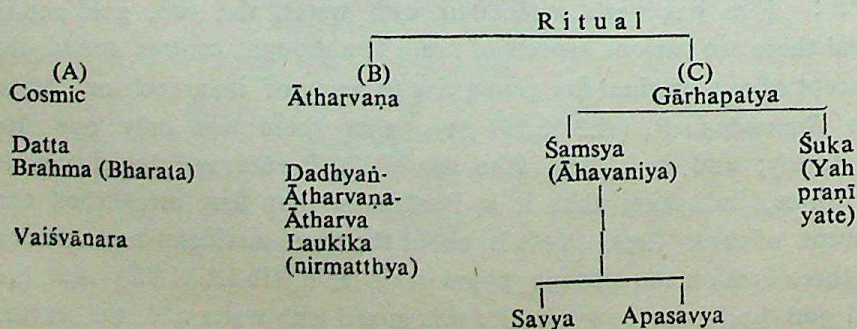 Ritual
(A) (B) (C)
Cosmic Ātharvaṇa Gārhapatya
Datta Śamsya Śuka
Brahma (Bharata) Dadhyaṅ- (Āhavaniya) (Yah
Ātharvaṇa- praṇī
Ātharva yate)
Vaiśvānara Laukika
(nirmatthya)
Savya Apasavya